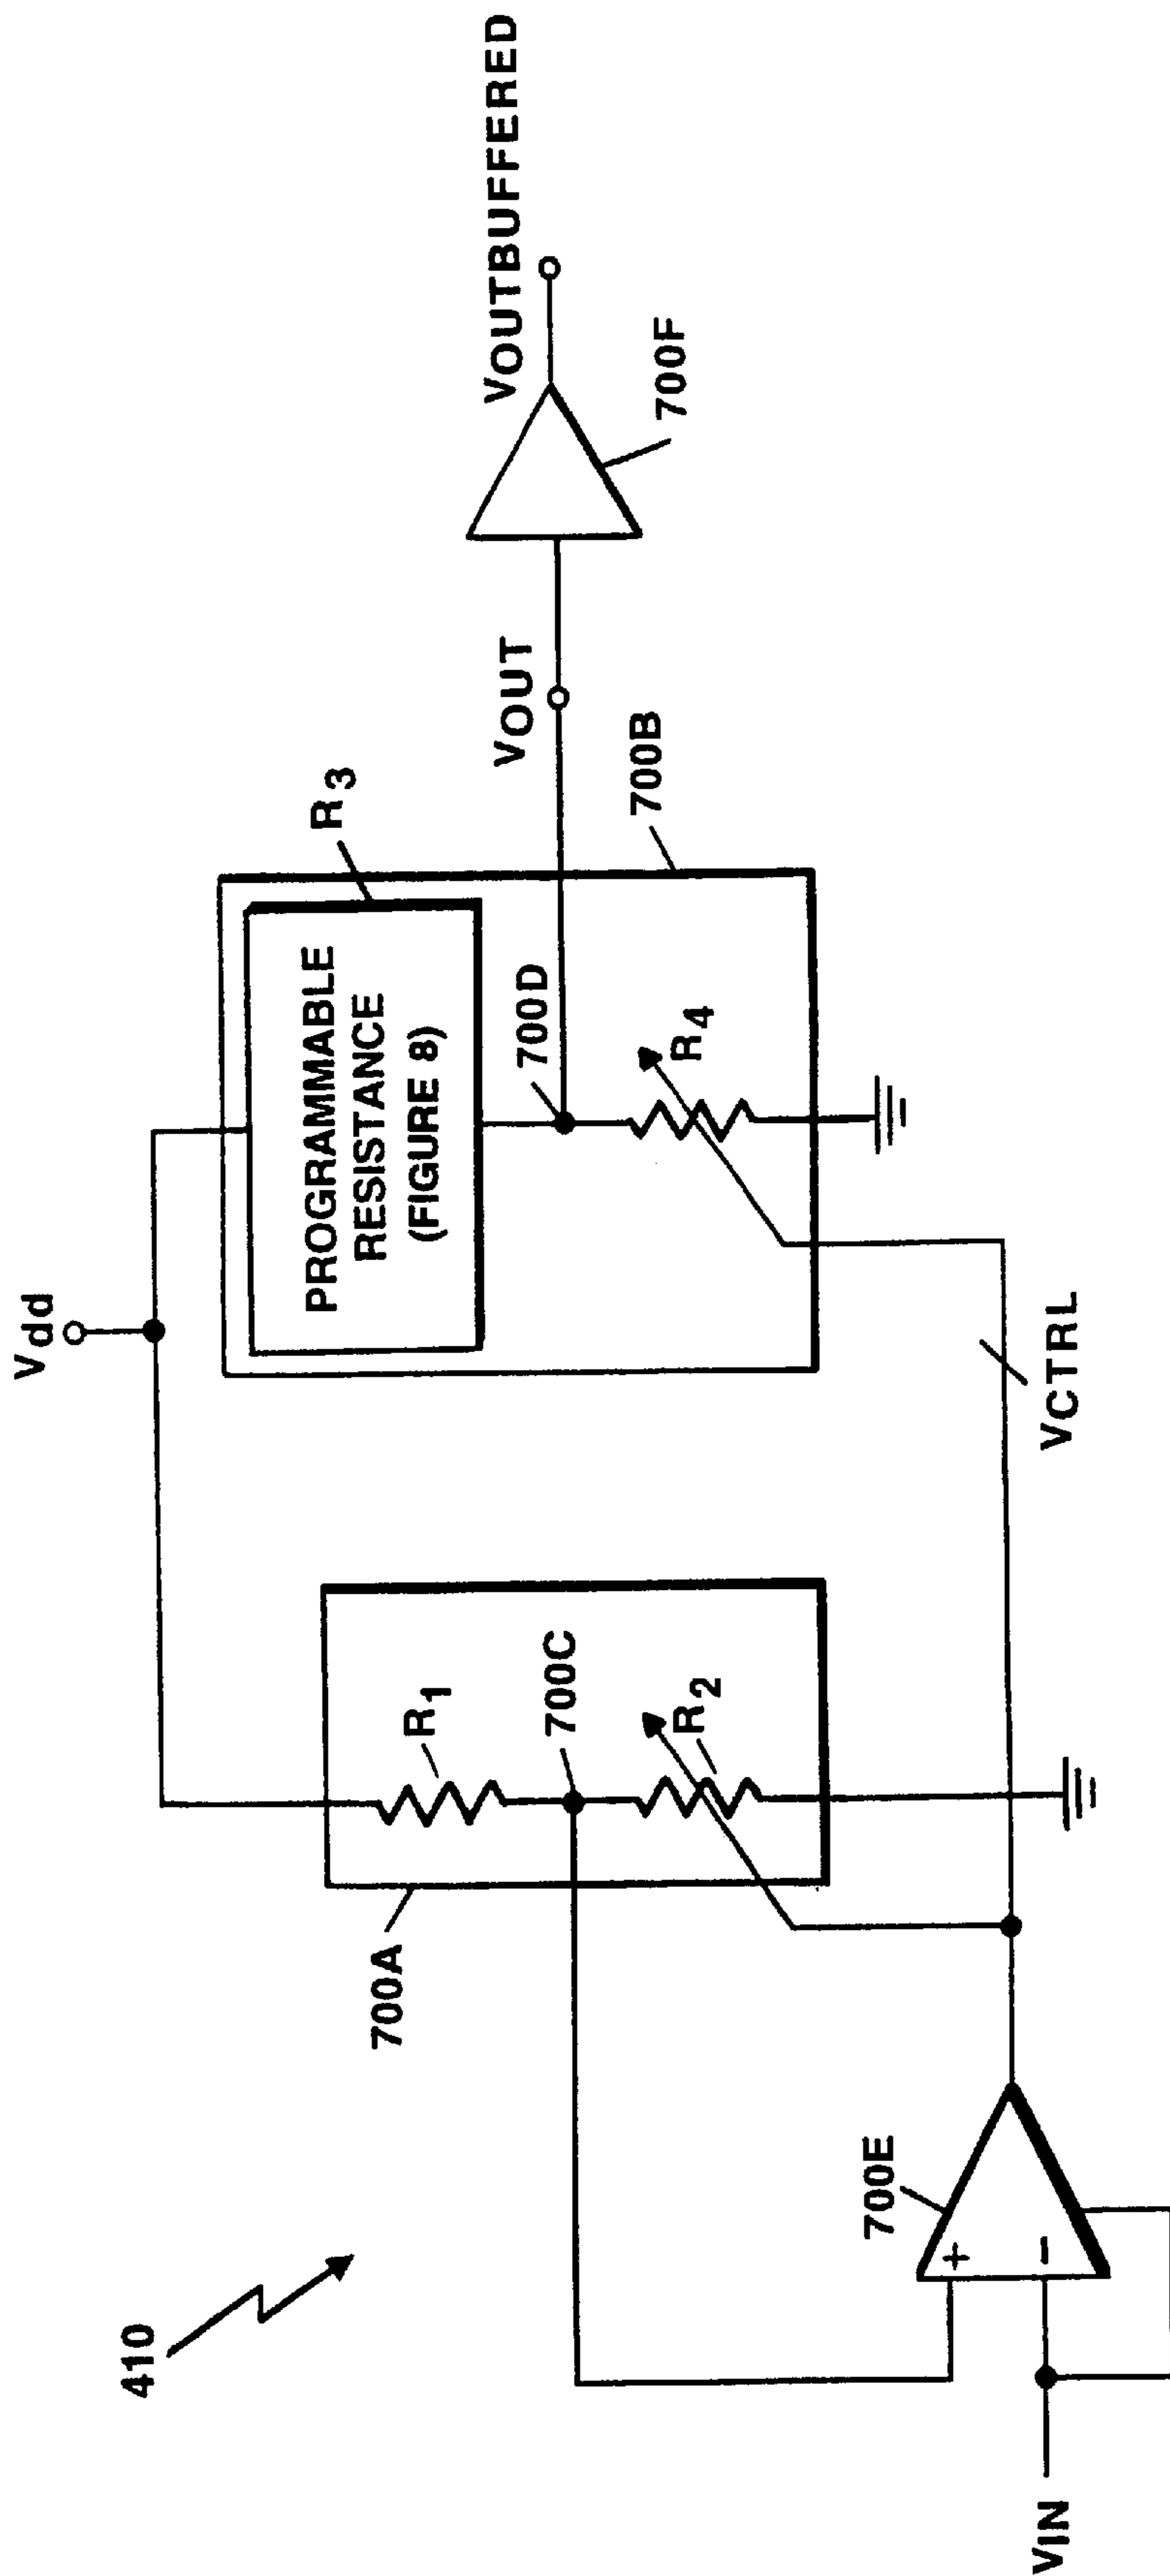 410
Vdd
700A
R1
700C
R2
R3
PROGRAMMABLE
RESISTANCE
(FIGURE 8)
700D
R4
700B
VOUT
VOUTBUFFERED
700F
700E
+
−
VIN
VCTRL